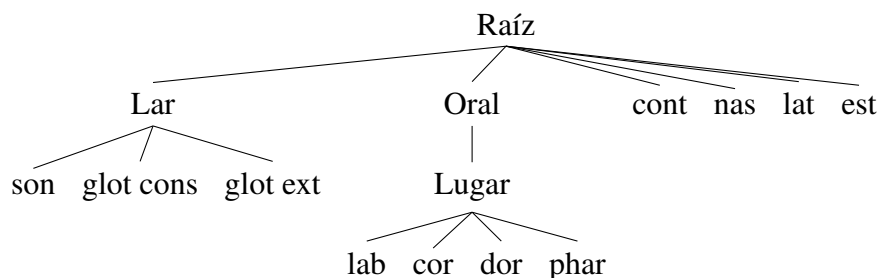 Raíz
Lar Oral cont nas lat est
son glot cons glot ext Lugar
lab cor dor phar